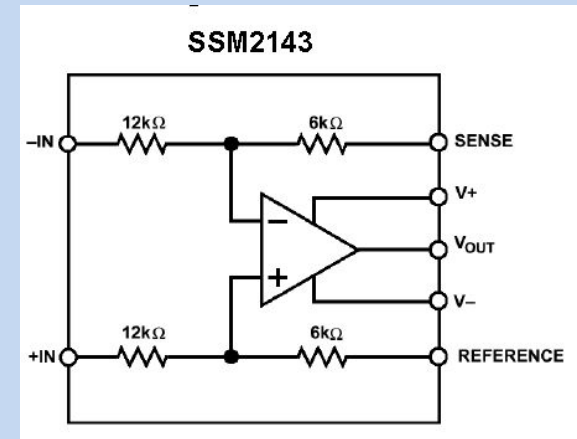 SSM2143
12kΩ 6kΩ
–IN SENSE
V+
–
VOUT
+
V–
12kΩ 6kΩ
+IN REFERENCE